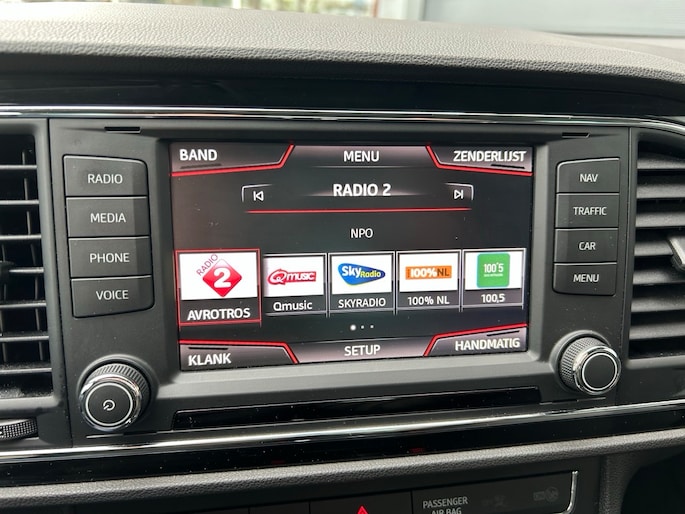 BAND
MENU
ZENDERLIJST
RADIO
MEDIA
PHONE
VOICE
RADIO 2
NPO
RADIO
2
Qmusic
SkyRadio
100%NL
100'5
AVROTROS
Qmusic
SKYRADIO
100% NL
100,5
KLANK
SETUP
HANDMATIG
NAV
TRAFFIC
CAR
MENU
PASSENGER
AIR BAG